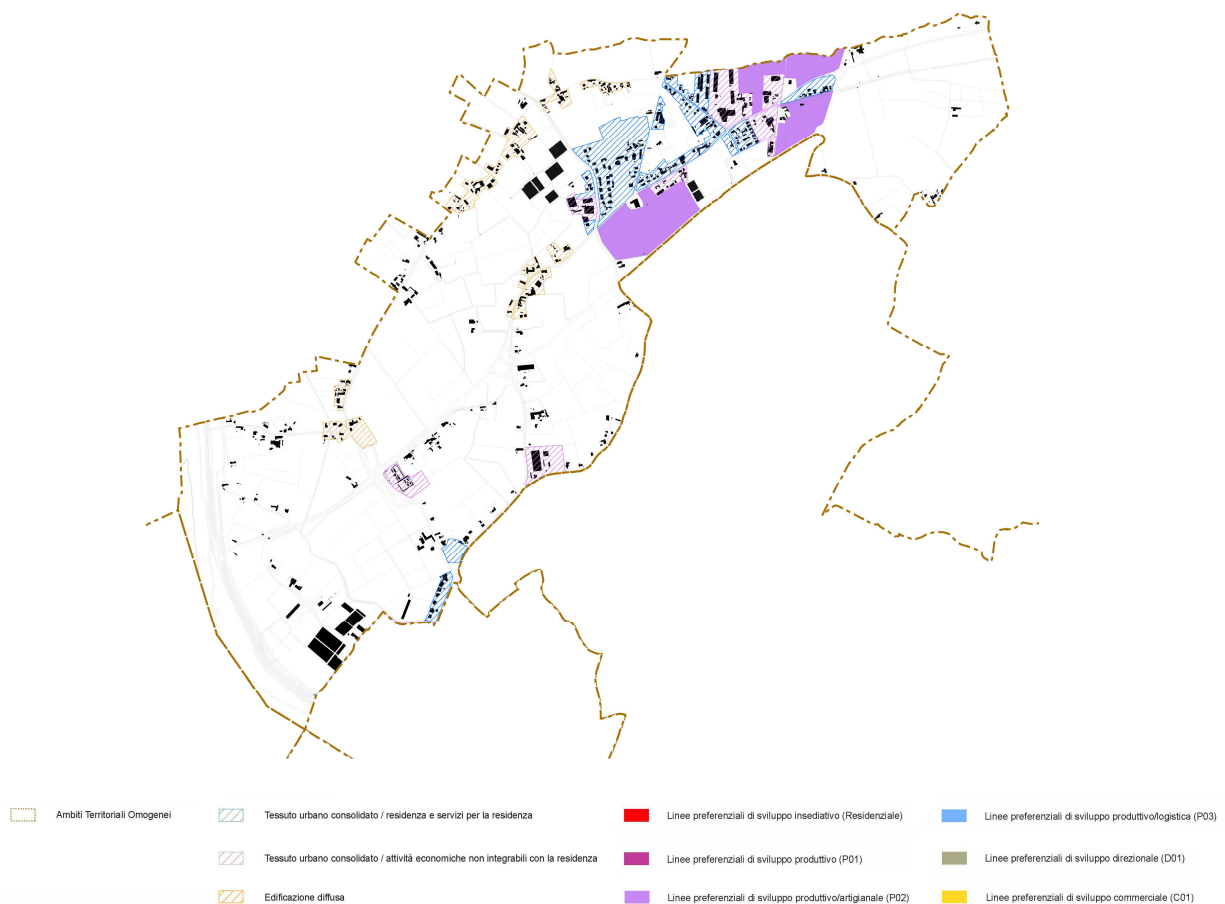 Ambiti Territoriali Omogenei
Tessuto urbano consolidato / residenza e servizi per la residenza
Tessuto urbano consolidato / attività economiche non integrabili con la residenza
Edificazione diffusa
Linee preferenziali di sviluppo insediativo (Residenziale)
Linee preferenziali di sviluppo produttivo (P01)
Linee preferenziali di sviluppo produttivo/artigianale (P02)
Linee preferenziali di sviluppo produttivo/logistica (P03)
Linee preferenziali di sviluppo direzionale (D01)
Linee preferenziali di sviluppo commerciale (C01)